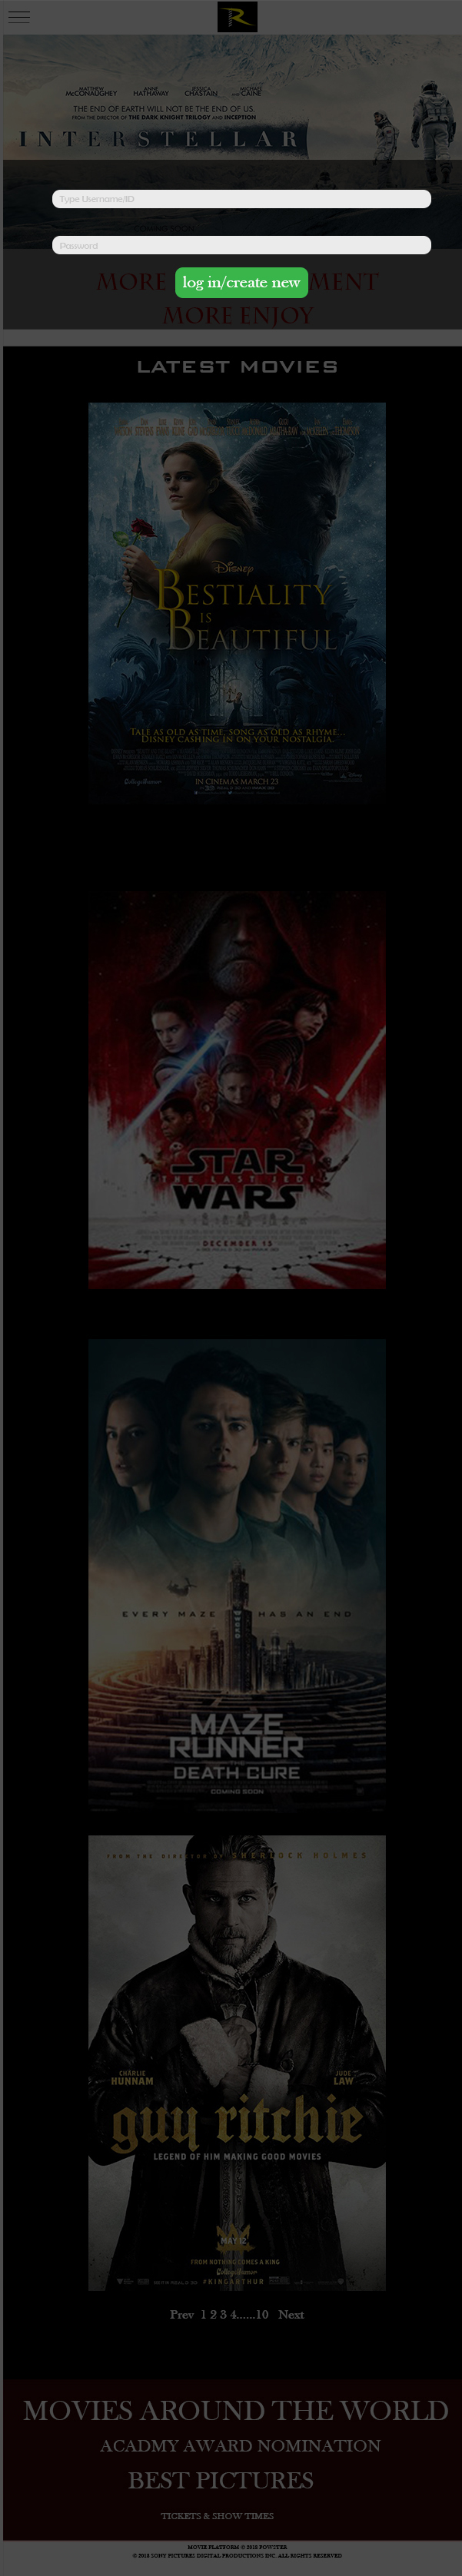 R
MATTHEW ANNE JESSICA MICHAEL
McCONAUGHEY HATHAWAY CHASTAIN AND CAINE
THE END OF EARTH WILL NOT BE THE END OF US.
FROM THE DIRECTOR OF THE DARK KNIGHT TRILOGY AND INCEPTION
INTERSTELLAR
Type Username/ID
Password
MORE MENT
log in/create new
MORE ENJOY
LATEST MOVIES
Disney
BESTIALITY
IS
BEAUTIFUL
TALE AS OLD AS TIME, SONG AS OLD AS RHYME...
DISNEY CASHING IN ON YOUR NOSTALGIA.
CollegeHumor
IN CINEMAS MARCH 23
STAR
THE LAST JEDI
WARS
DECEMBER 15
EVERY MAZE HAS AN END
MAZE
RUNNER
THE
DEATH CURE
COMING SOON
FROM THE DIRECTOR OF SHERLOCK HOLMES
CHARLIE JUDE
HUNNAM LAW
guy ritchie
LEGEND OF HIM MAKING GOOD MOVIES
MAY 12
FROM NOTHING COMES A KING
CollegeHumor
#KINGARTHUR
Prev 1 2 3 4......10 Next
MOVIES AROUND THE WORLD
ACADMY AWARD NOMINATION
BEST PICTURES
TICKETS & SHOW TIMES
MOVIE PLATFORM © 2018 POWSTER
© 2018 SONY PICTURES DIGITAL PRODUCTIONS INC. ALL RIGHTS RESERVED